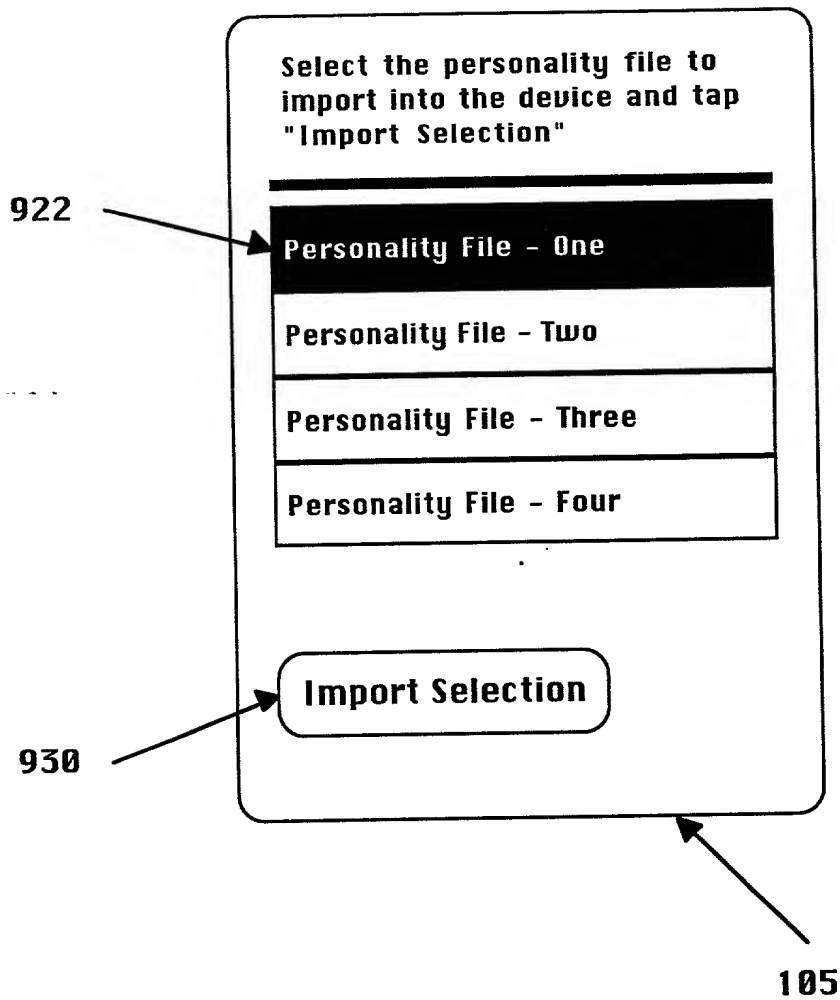 Select the personality file to
import into the device and tap
"Import Selection"
922
Personality File - One
Personality File - Two
Personality File - Three
Personality File - Four
Import Selection
930
105